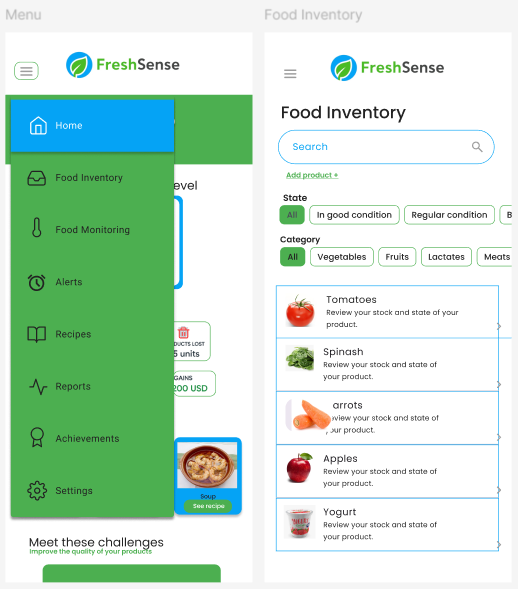 Menu
FreshSense
Home
Food Inventory
Food Monitoring
Alerts
Recipes
Reports
Achievements
Settings
evel
DUCTS LOST
5 units
GAINS
200 USD
Soup
See recipe
Meet these challenges
Improve the quality of your products
Food Inventory
FreshSense
Food Inventory
Search
Add product +
State
All
In good condition
Regular condition
B
Category
All
Vegetables
Fruits
Lactates
Meats
Tomatoes
Review your stock and state of your
product.
Spinash
Review your stock and state of
your product.
arrots
view your stock and state of
our product.
Apples
Review your stock and state of
your product.
Yogurt
Review your stock and state of
your product.